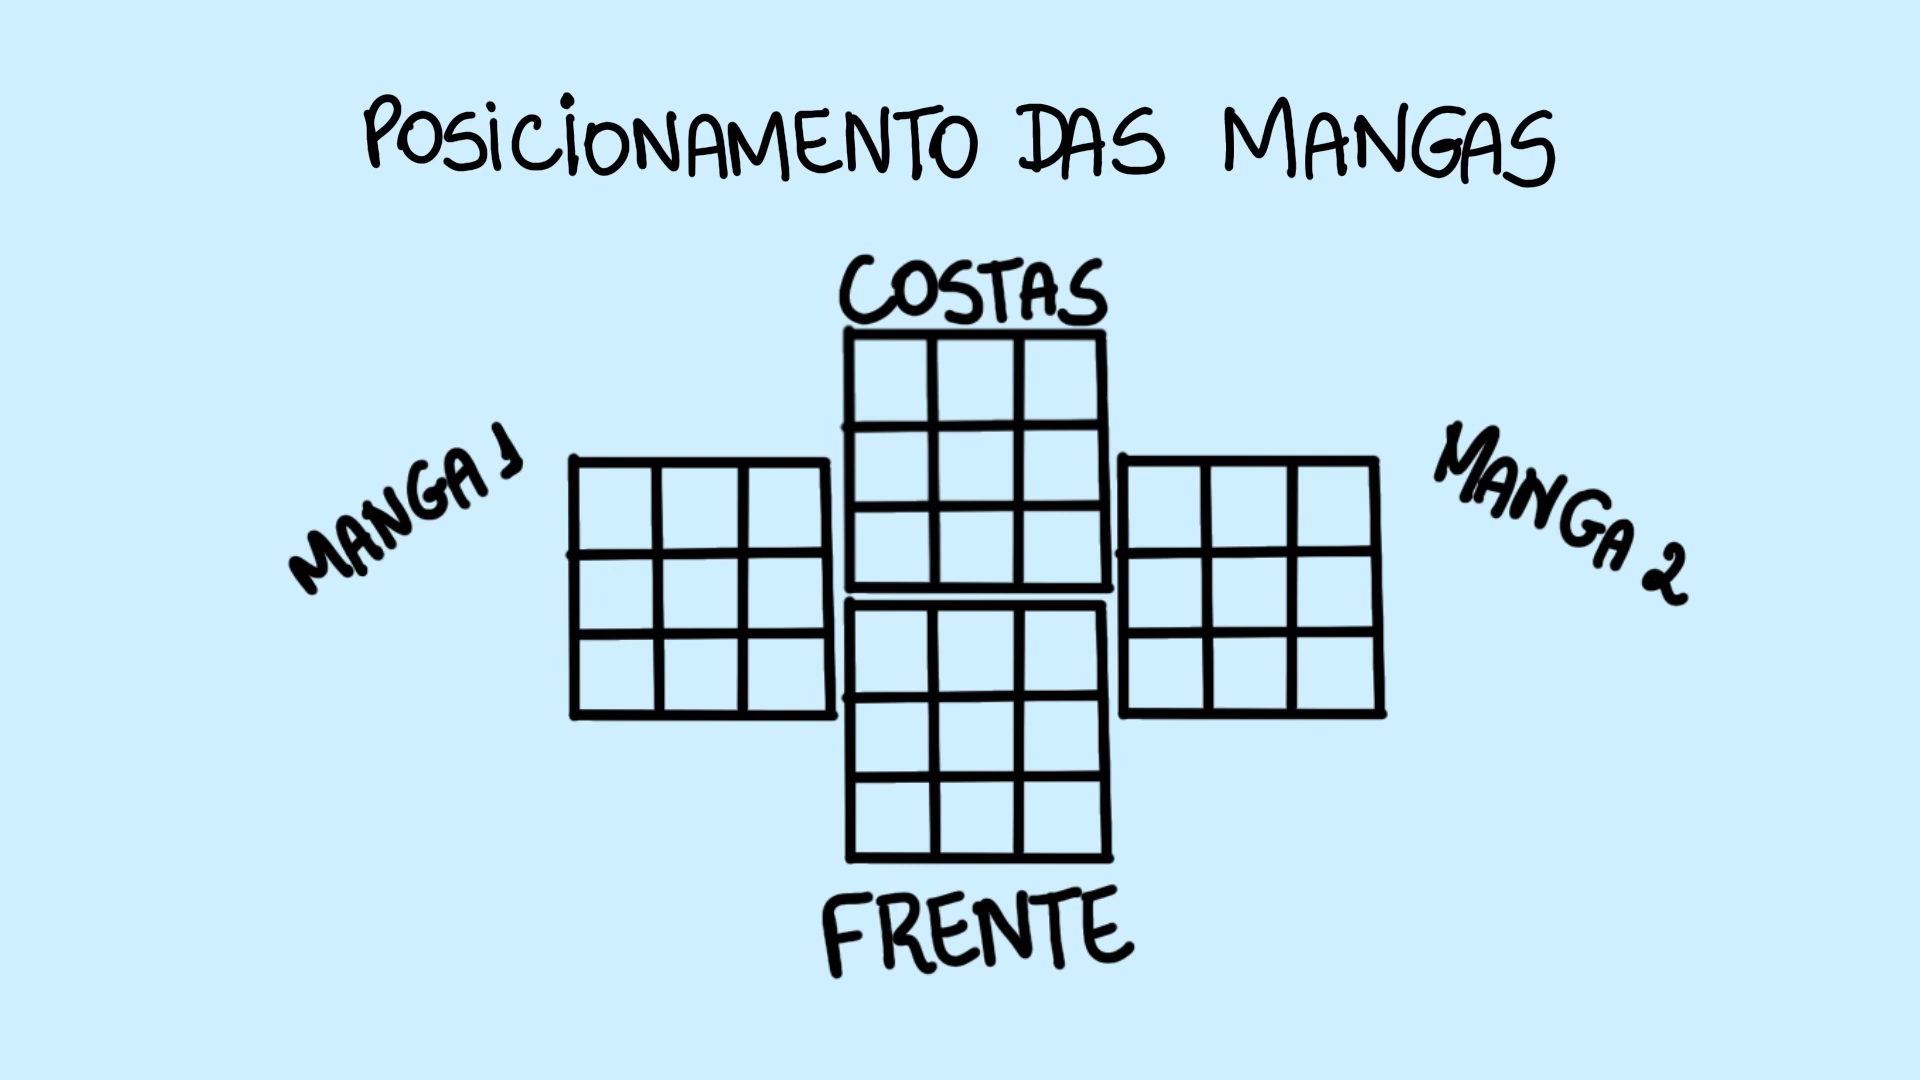 POSICIONAMENTO DAS MANGAS
COSTAS
MANGA 1
MANGA 2
FRENTE